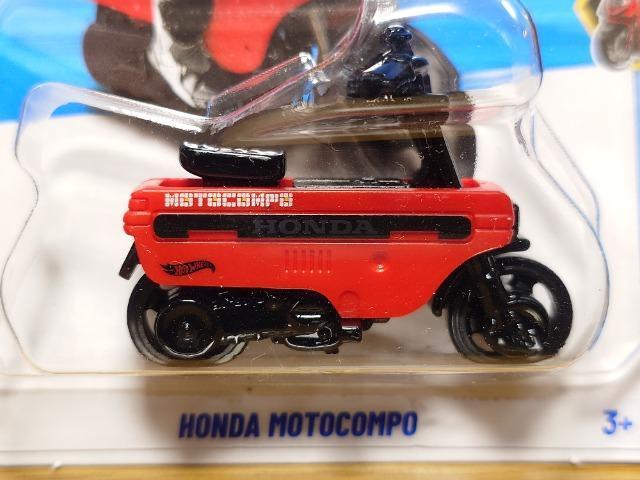 MOTOCOMPO
HONDA
Hot Wheels
HONDA MOTOCOMPO
3+